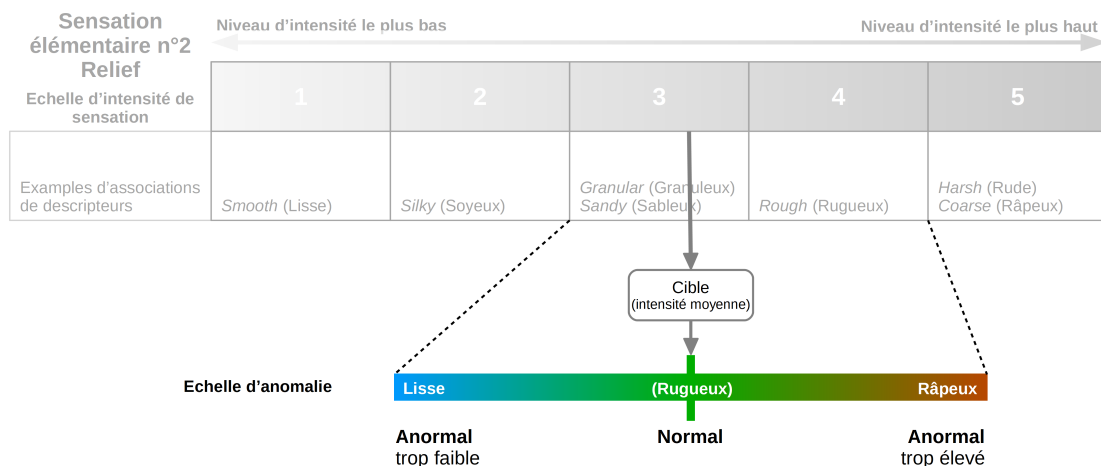 Sensation
élémentaire n°2
Relief
Echelle d’intensité de
sensation
Niveau d’intensité le plus bas
Niveau d’intensité le plus haut
1
2
3
4
5
Examples d’associations
de descripteurs
Smooth (Lisse)
Silky (Soyeux)
Granular (Granuleux)
Sandy (Sableux)
Rough (Rugueux)
Harsh (Rude)
Coarse (Râpeux)
Cible
(intensité moyenne)
Echelle d’anomalie
Lisse
(Rugueux)
Râpeux
Anormal
trop faible
Normal
Anormal
trop élevé